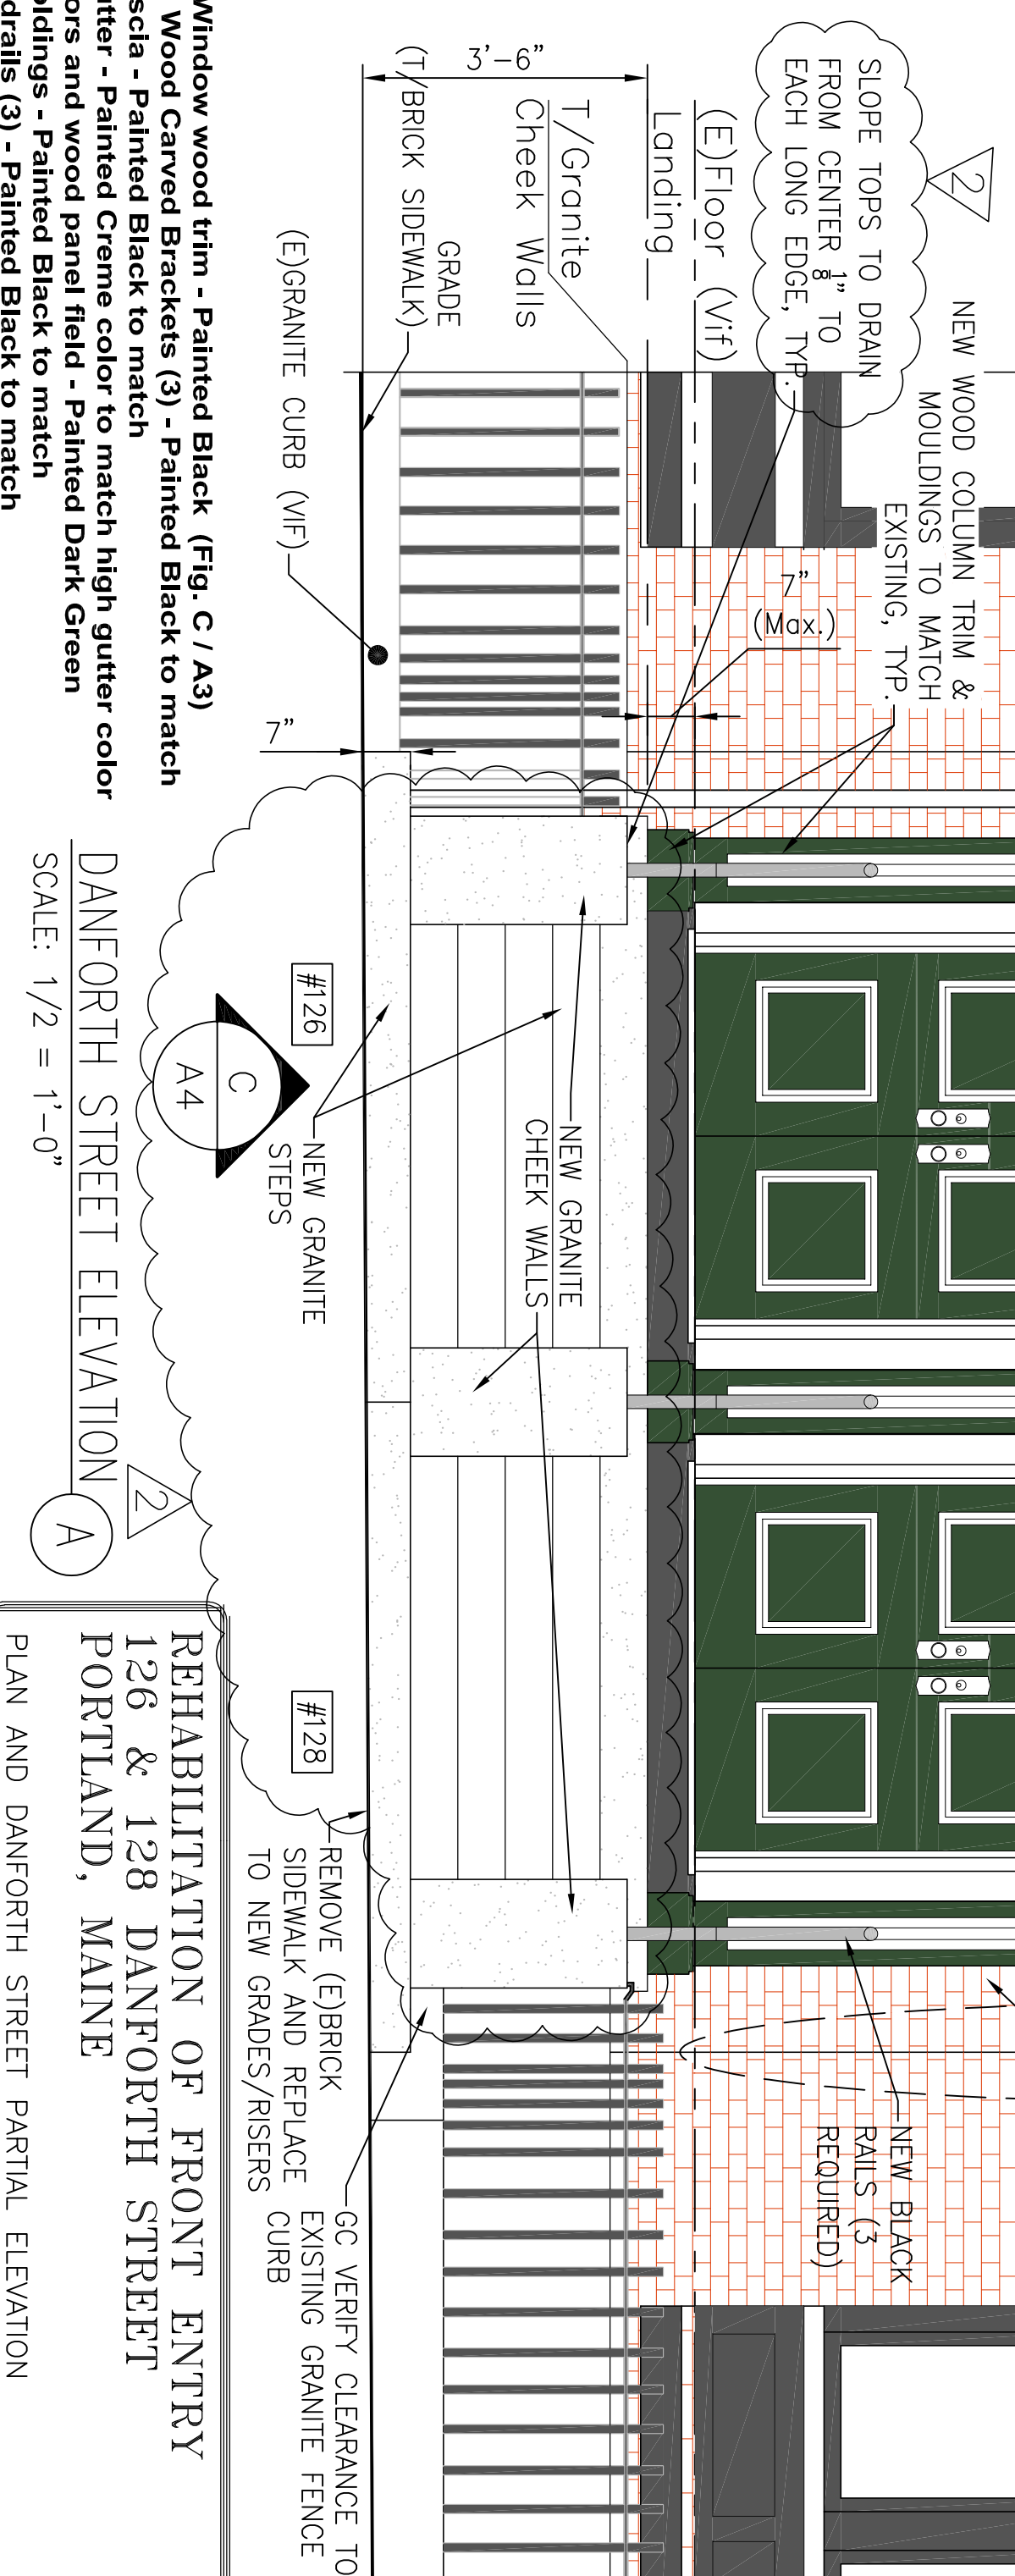 2
SLOPE TOPS TO DRAIN
FROM CENTER 1/8" TO
EACH LONG EDGE, TYP.
NEW WOOD COLUMN TRIM &
MOULDINGS TO MATCH
EXISTING, TYP.
(E)Floor (Vif)
Landing
T/Granite
Cheek Walls
3'-6"
GRADE
(T/BRICK SIDEWALK)
(E)GRANITE CURB (VIF)
7"
(Max.)
7"
NEW GRANITE
CHEEK WALLS
#126
NEW GRANITE
STEPS
C
A4
#128
REMOVE (E)BRICK
SIDEWALK AND REPLACE
TO NEW GRADES/RISERS
GC VERIFY CLEARANCE TO
EXISTING GRANITE FENCE
CURB
NEW BLACK
RAILS (3
REQUIRED)
Window wood trim - Painted Black (Fig. C / A3)
Wood Carved Brackets (3) - Painted Black to match
scia - Painted Black to match
tter - Painted Creme color to match high gutter color
ors and wood panel field - Painted Dark Green
oldings - Painted Black to match
drails (3) - Painted Black to match
DANFORTH STREET ELEVATION
SCALE: 1/2 = 1'-0"
A
2
REHABILITATION OF FRONT ENTRY
126 & 128 DANFORTH STREET
PORTLAND, MAINE
PLAN AND DANFORTH STREET PARTIAL ELEVATION